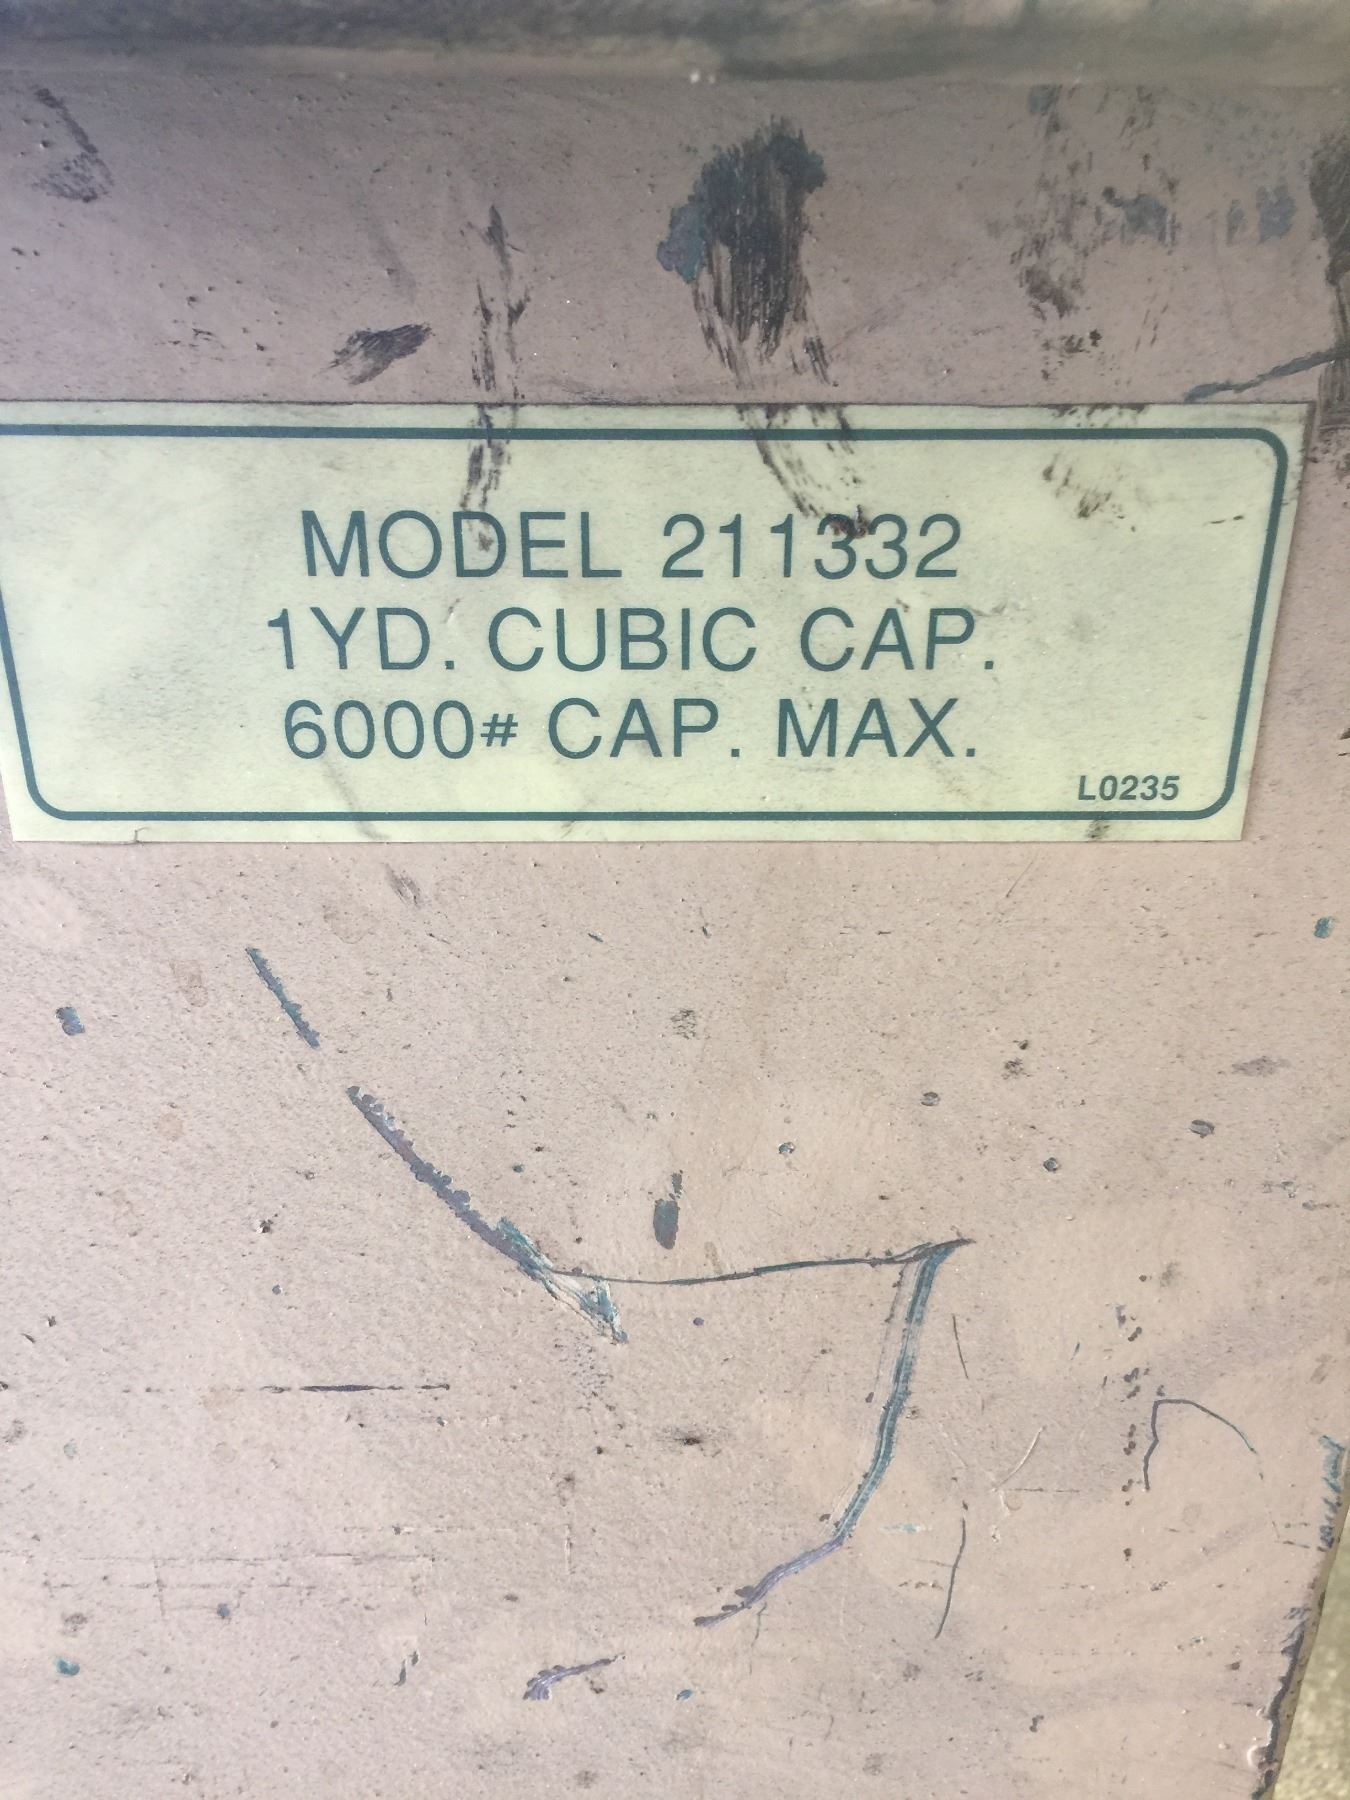 MODEL 211332
1YD. CUBIC CAP.
6000# CAP. MAX.
L0235